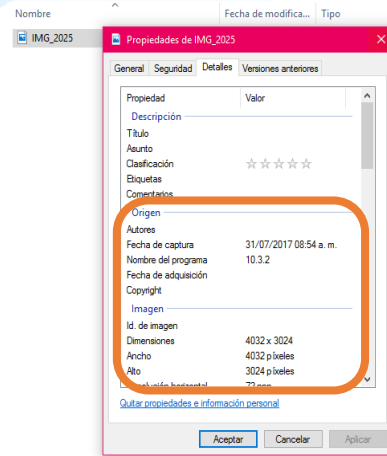 Nombre Fecha de modifica... Tipo
IMG_2025
Propiedades de IMG_2025
General Seguridad Detalles Versiones anteriores
Propiedad Valor
Descripción
Título
Asunto
Clasificación
Etiquetas
Comentarios
Origen
Autores
Fecha de captura 31/07/2017 08:54 a. m.
Nombre del programa 10.3.2
Fecha de adquisición
Copyright
Imagen
Id. de imagen
Dimensiones 4032 x 3024
Ancho 4032 píxeles
Alto 3024 píxeles
Resolución horizontal 72 ppp
Quitar propiedades e información personal
Aceptar Cancelar Aplicar